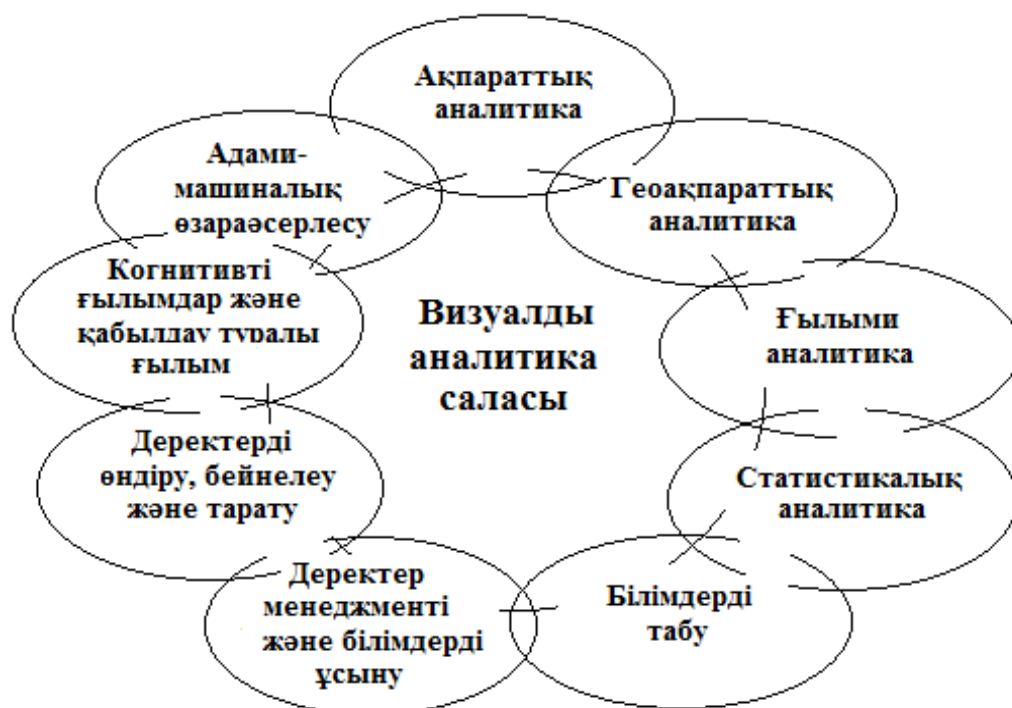 Ақпараттық
аналитика
Адами-
машиналық
өзараәсерлесу
Геоақпараттық
аналитика
Когнитивті
ғылымдар және
қабылдау туралы
ғылым
Визуалды
аналитика
саласы
Ғылыми
аналитика
Деректерді
өндіру, бейнелеу
және тарату
Статистикалық
аналитика
Деректер
менеджменті
және білімдерді
ұсыну
Білімдерді
табу